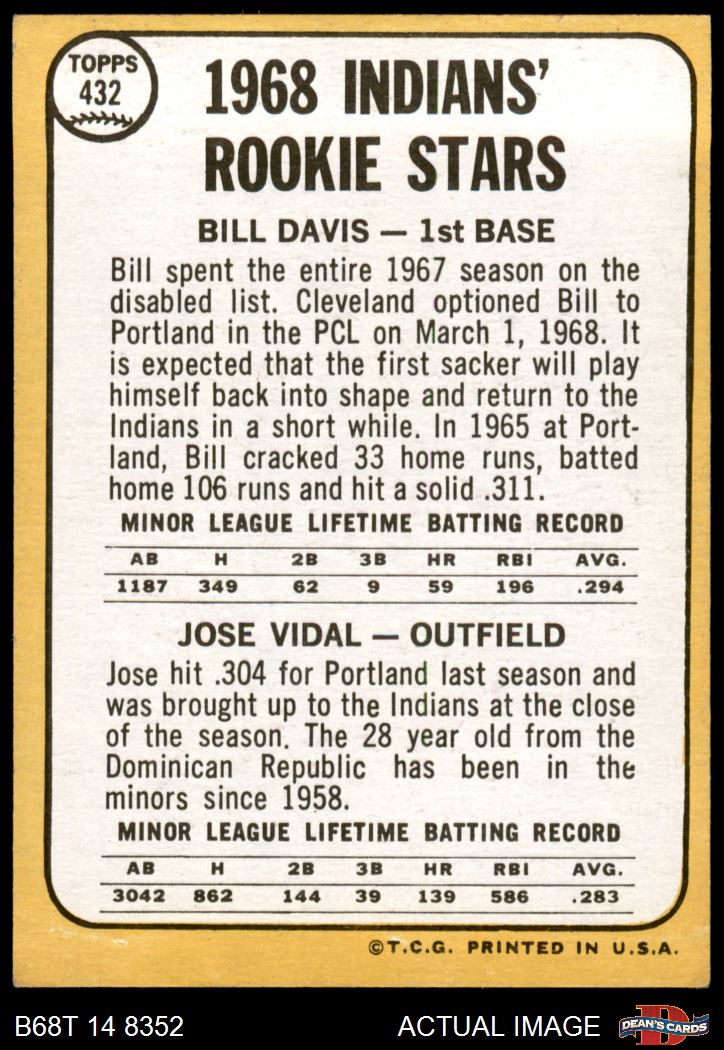 TOPPS
432
1968 INDIANS'
ROOKIE STARS
BILL DAVIS — 1st BASE
Bill spent the entire 1967 season on the
disabled list. Cleveland optioned Bill to
Portland in the PCL on March 1, 1968. It
is expected that the first sacker will play
himself back into shape and return to the
Indians in a short while. In 1965 at Port-
land, Bill cracked 33 home runs, batted
home 106 runs and hit a solid .311.
MINOR LEAGUE LIFETIME BATTING RECORD
AB H 2B 3B HR RBI AVG.
1187 349 62 9 59 196 .294
JOSE VIDAL — OUTFIELD
Jose hit .304 for Portland last season and
was brought up to the Indians at the close
of the season. The 28 year old from the
Dominican Republic has been in the
minors since 1958.
MINOR LEAGUE LIFETIME BATTING RECORD
AB H 2B 3B HR RBI AVG.
3042 862 144 39 139 586 .283
©T.C.G. PRINTED IN U.S.A.
B68T 14 8352 ACTUAL IMAGE
D
DEAN'S CARDS